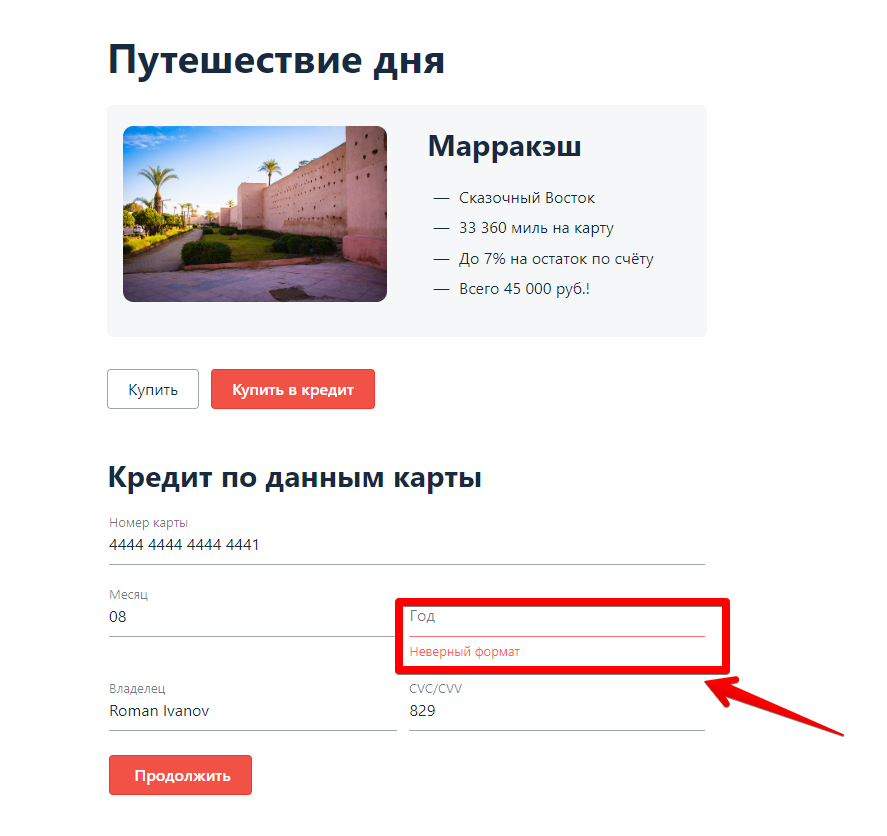 Путешествие дня
Марракэш
— Сказочный Восток
— 33 360 миль на карту
— До 7% на остаток по счёту
— Всего 45 000 руб.!
Купить
Купить в кредит
Кредит по данным карты
Номер карты
4444 4444 4444 4441
Месяц
08
Год
Неверный формат
Владелец
Roman Ivanov
CVC/CVV
829
Продолжить